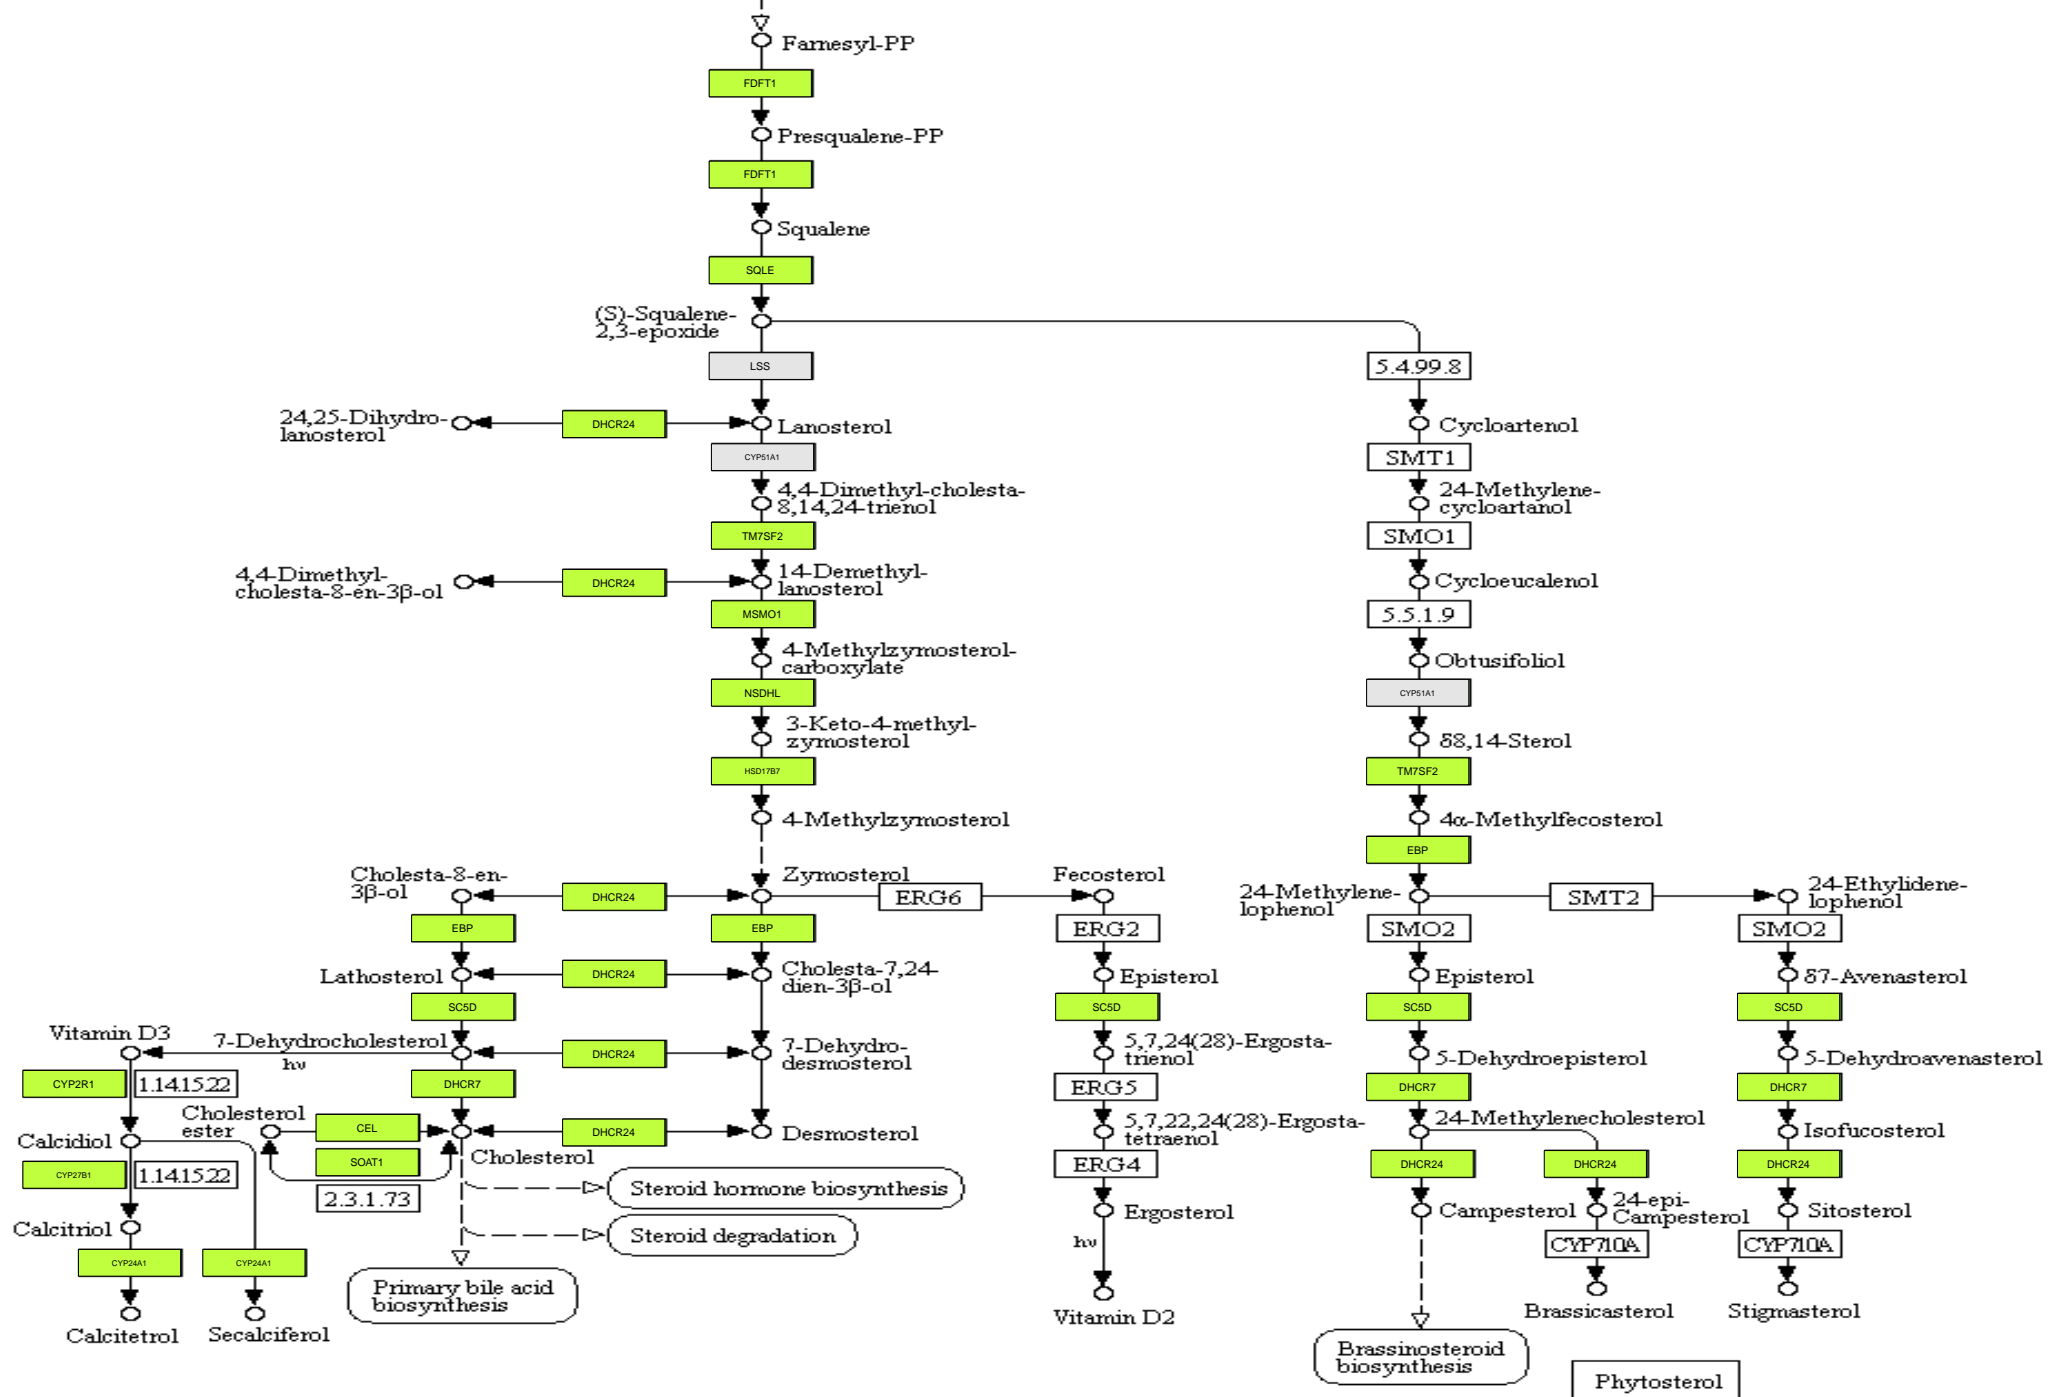 Farnesyl-PP
FDFT1
Presqualene-PP
FDFT1
Squalene
SQLE
(S)-Squalene-
2,3-epoxide
LSS
5.4.99.8
24,25-Dihydro-
lanosterol
DHCR24
Lanosterol
Cycloartenol
CYP51A1
SMT1
4,4-Dimethyl-cholesta-
8,14,24-trienol
24-Methylene-
cycloartanol
TM7SF2
SMO1
4,4-Dimethyl-
cholesta-8-en-3β-ol
DHCR24
14-Demethyl-
lanosterol
Cycloeucalenol
MSMO1
5.5.1.9
4-Methylzymosterol-
carboxylate
Obtusifoliol
NSDHL
CYP51A1
3-Keto-4-methyl-
zymosterol
δ8,14-Sterol
HSD17B7
TM7SF2
4-Methylzymosterol
4α-Methylfecosterol
EBP
Cholesta-8-en-
3β-ol
DHCR24
Zymosterol
ERG6
Fecosterol
24-Methylene-
lophenol
SMT2
24-Ethylidene-
lophenol
EBP
EBP
ERG2
SMO2
SMO2
Lathosterol
DHCR24
Cholesta-7,24-
dien-3β-ol
Episterol
Episterol
δ7-Avenasterol
SC5D
SC5D
SC5D
SC5D
Vitamin D3
7-Dehydrocholesterol
hν
DHCR24
7-Dehydro-
desmosterol
5,7,24(28)-Ergosta-
trienol
5-Dehydroepisterol
5-Dehydroavenasterol
CYP2R1
1.14.15.22
DHCR7
ERG5
DHCR7
DHCR7
Cholesterol
ester
CEL
Calcidiol
DHCR24
Desmosterol
5,7,22,24(28)-Ergosta-
tetraenol
24-Methylenecholesterol
Isofucosterol
SOAT1
Cholesterol
CYP27B1
1.14.15.22
2.3.1.73
ERG4
DHCR24
DHCR24
DHCR24
Steroid hormone biosynthesis
Calcitriol
Ergosterol
Campesterol
24-epi-
Campesterol
Sitosterol
Steroid degradation
hν
CYP710A
CYP710A
CYP24A1
CYP24A1
Primary bile acid
biosynthesis
Calcitetrol
Secalciferol
Vitamin D2
Brassicasterol
Stigmasterol
Brassinosteroid
biosynthesis
Phytosterol